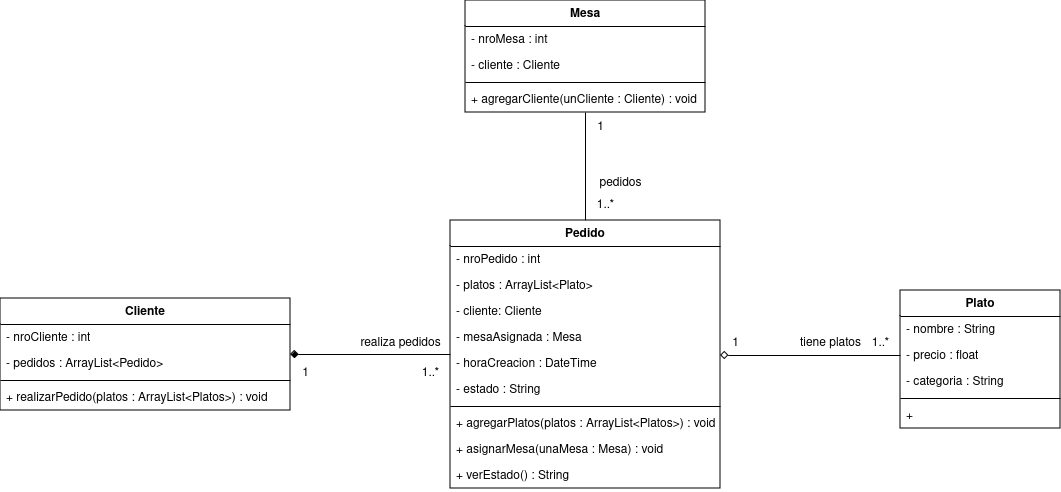 Mesa
- nroMesa : int
- cliente : Cliente
+ agregarCliente(unCliente : Cliente) : void
1
pedidos
1..*
Pedido
- nroPedido : int
- platos : ArrayList<Plato>
- cliente: Cliente
- mesaAsignada : Mesa
- horaCreacion : DateTime
- estado : String
+ agregarPlatos(platos : ArrayList<Platos>) : void
+ asignarMesa(unaMesa : Mesa) : void
+ verEstado() : String
Cliente
- nroCliente : int
- pedidos : ArrayList<Pedido>
+ realizarPedido(platos : ArrayList<Platos>) : void
realiza pedidos
1
1..*
1
tiene platos
1..*
Plato
- nombre : String
- precio : float
- categoria : String
+